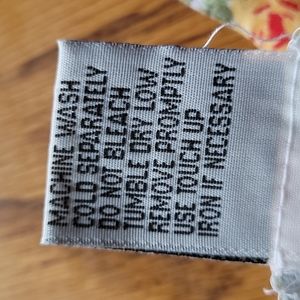 MACHINE WASH
COLD SEPARATELY
DO NOT BLEACH
TUMBLE DRY LOW
REMOVE PROMPTLY
USE TOUCH UP
IRON IF NECESSARY